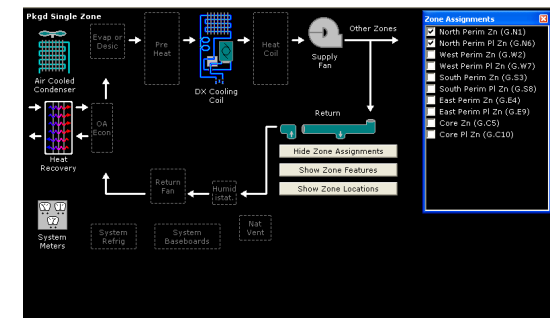 Pkgd Single Zone
Evap or
Desic
Pre
Heat
Heat
Coil
Other Zones
Supply
Fan
Air Cooled
Condenser
DX Cooling
Coil
OA
Econ
Return
Heat
Recovery
Hide Zone Assignments
Show Zone Features
Show Zone Locations
Return
Fan
Humid
istat.
Nat
Vent
System
Meters
System
Refrig
System
Baseboards
Zone Assignments
North Perim Zn (G.N1)
North Perim Pl Zn (G.N6)
West Perim Zn (G.W2)
West Perim Pl Zn (G.W7)
South Perim Zn (G.S3)
South Perim Pl Zn (G.S8)
East Perim Zn (G.E4)
East Perim Pl Zn (G.E9)
Core Zn (G.C5)
Core Pl Zn (G.C10)